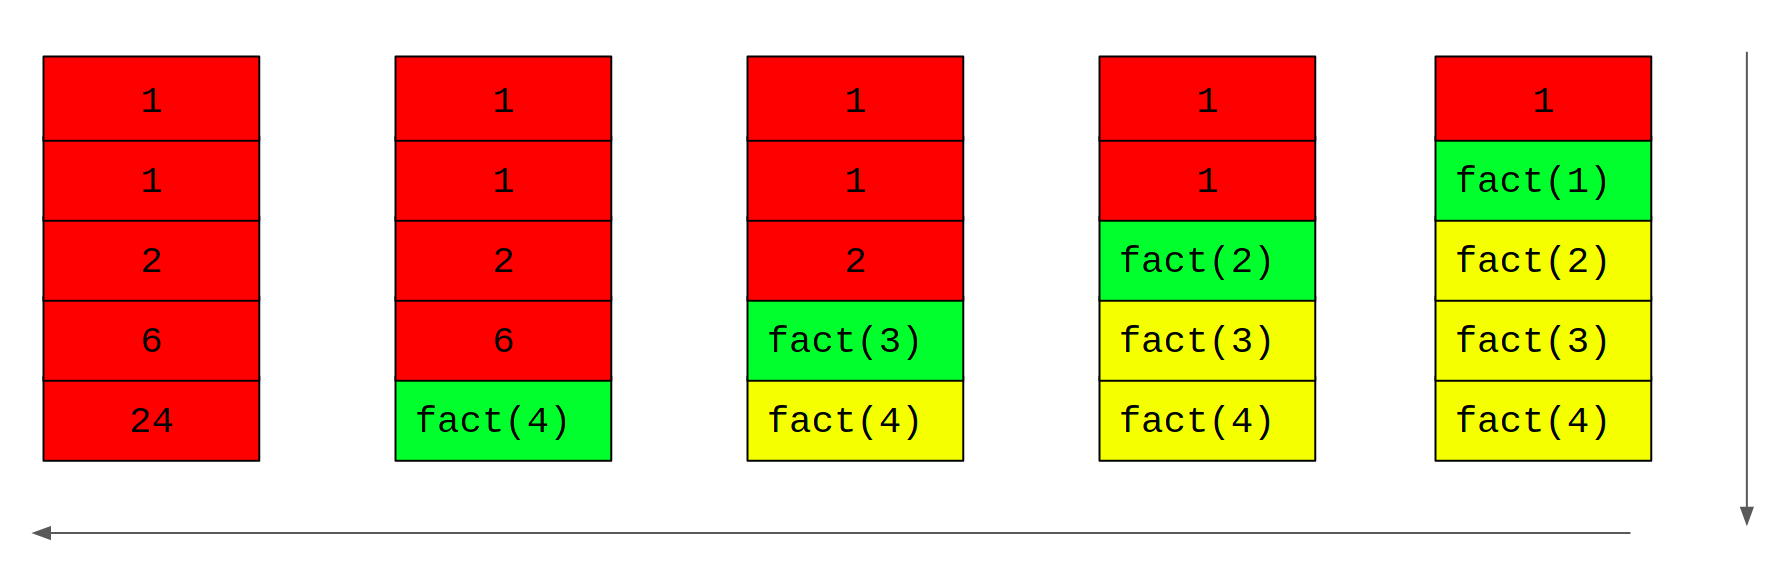 1 1 1 1 1
1 1 1 1 fact(1)
2 2 2 fact(2) fact(2)
6 6 fact(3) fact(3) fact(3)
24 fact(4) fact(4) fact(4) fact(4)